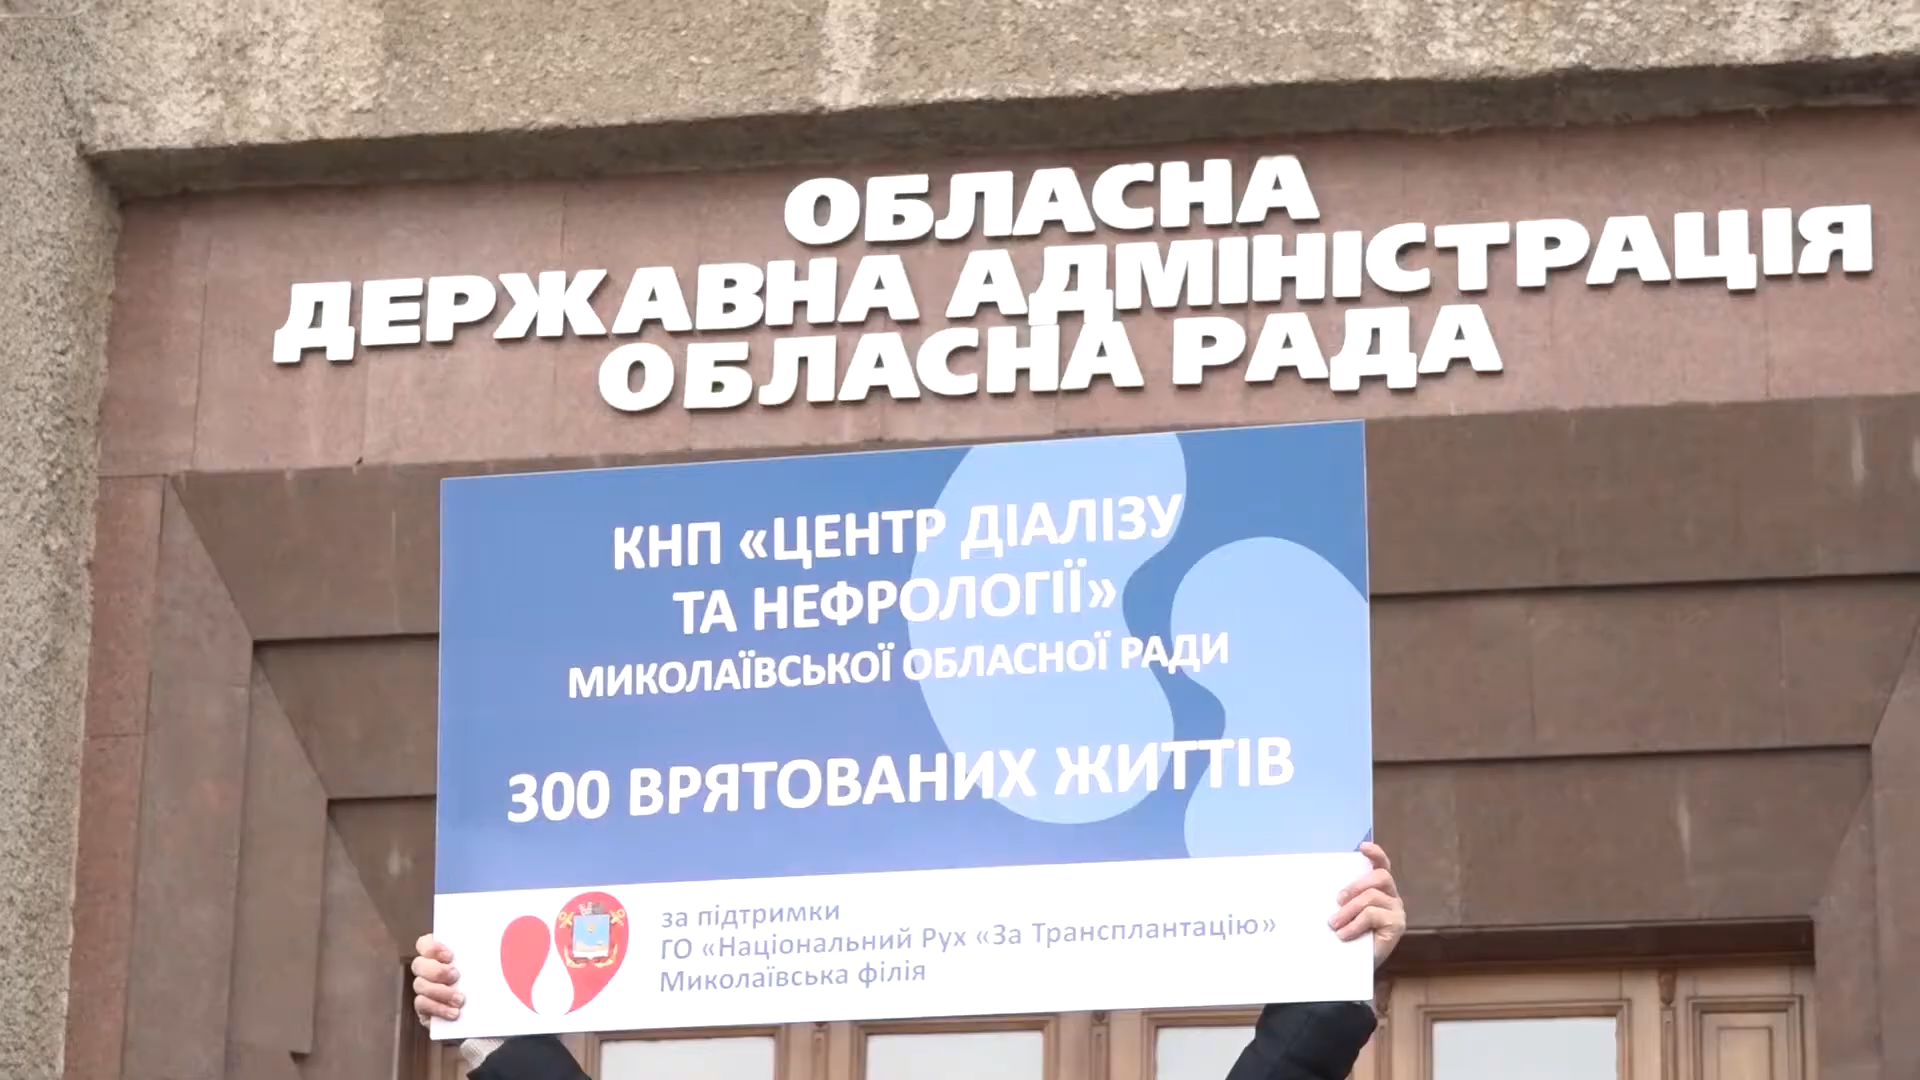 ОБЛАСНА
ДЕРЖАВНА АДМІНІСТРАЦІЯ
ОБЛАСНА РАДА
КНП «ЦЕНТР ДІАЛІЗУ
ТА НЕФРОЛОГІЇ»
МИКОЛАЇВСЬКОЇ ОБЛАСНОЇ РАДИ
300 ВРЯТОВАНИХ ЖИТТІВ
за підтримки
ГО «Національний Рух «За Трансплантацію»
Миколаївська філія